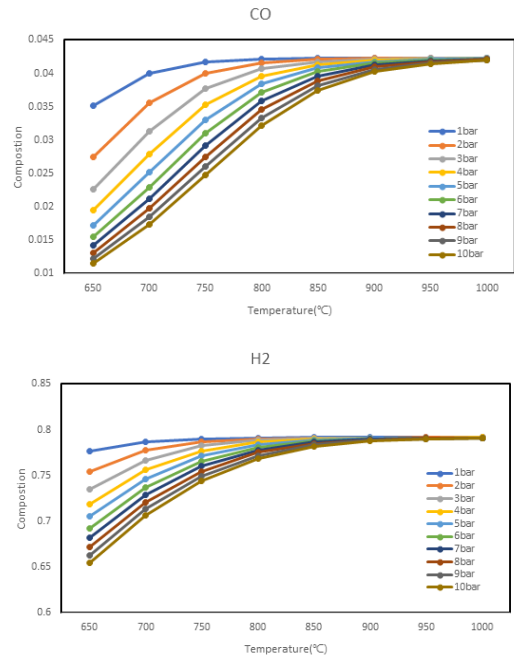 CO
0.045
0.04
0.035
0.03
0.025
0.02
0.015
0.01
Compostion
650 700 750 800 850 900 950 1000
Temperature(℃)
1bar
2bar
3bar
4bar
5bar
6bar
7bar
8bar
9bar
10bar
H2
0.85
0.8
0.75
0.7
0.65
0.6
Compostion
650 700 750 800 850 900 950 1000
Temperature(℃)
1bar
2bar
3bar
4bar
5bar
6bar
7bar
8bar
9bar
10bar